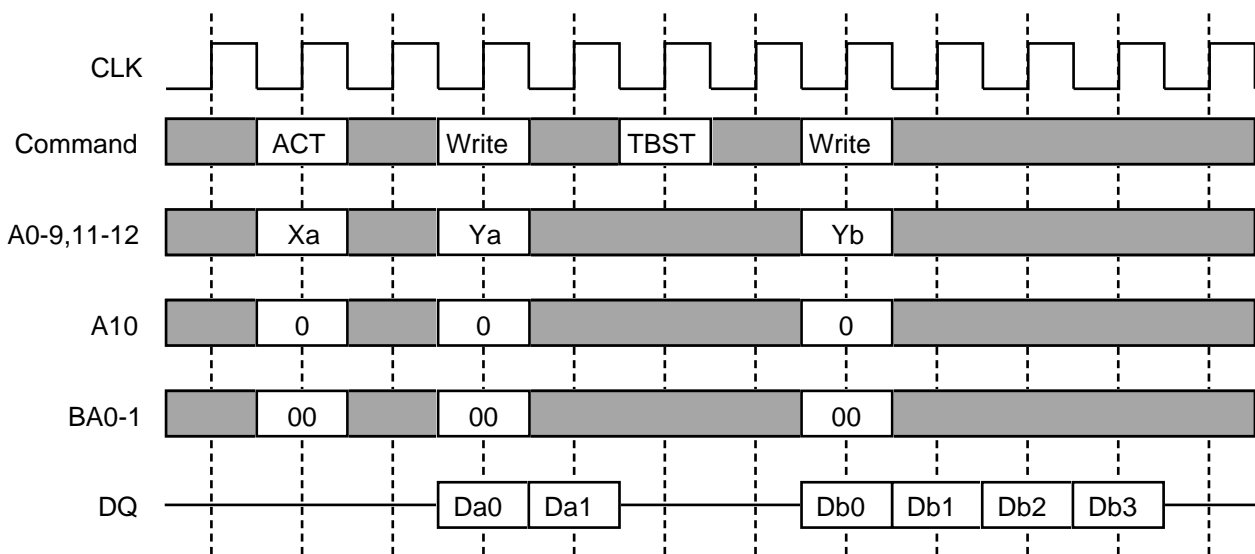 CLK
Command ACT Write TBST Write
A0-9,11-12 Xa Ya Yb
A10 0 0 0
BA0-1 00 00 00
DQ Da0 Da1 Db0 Db1 Db2 Db3